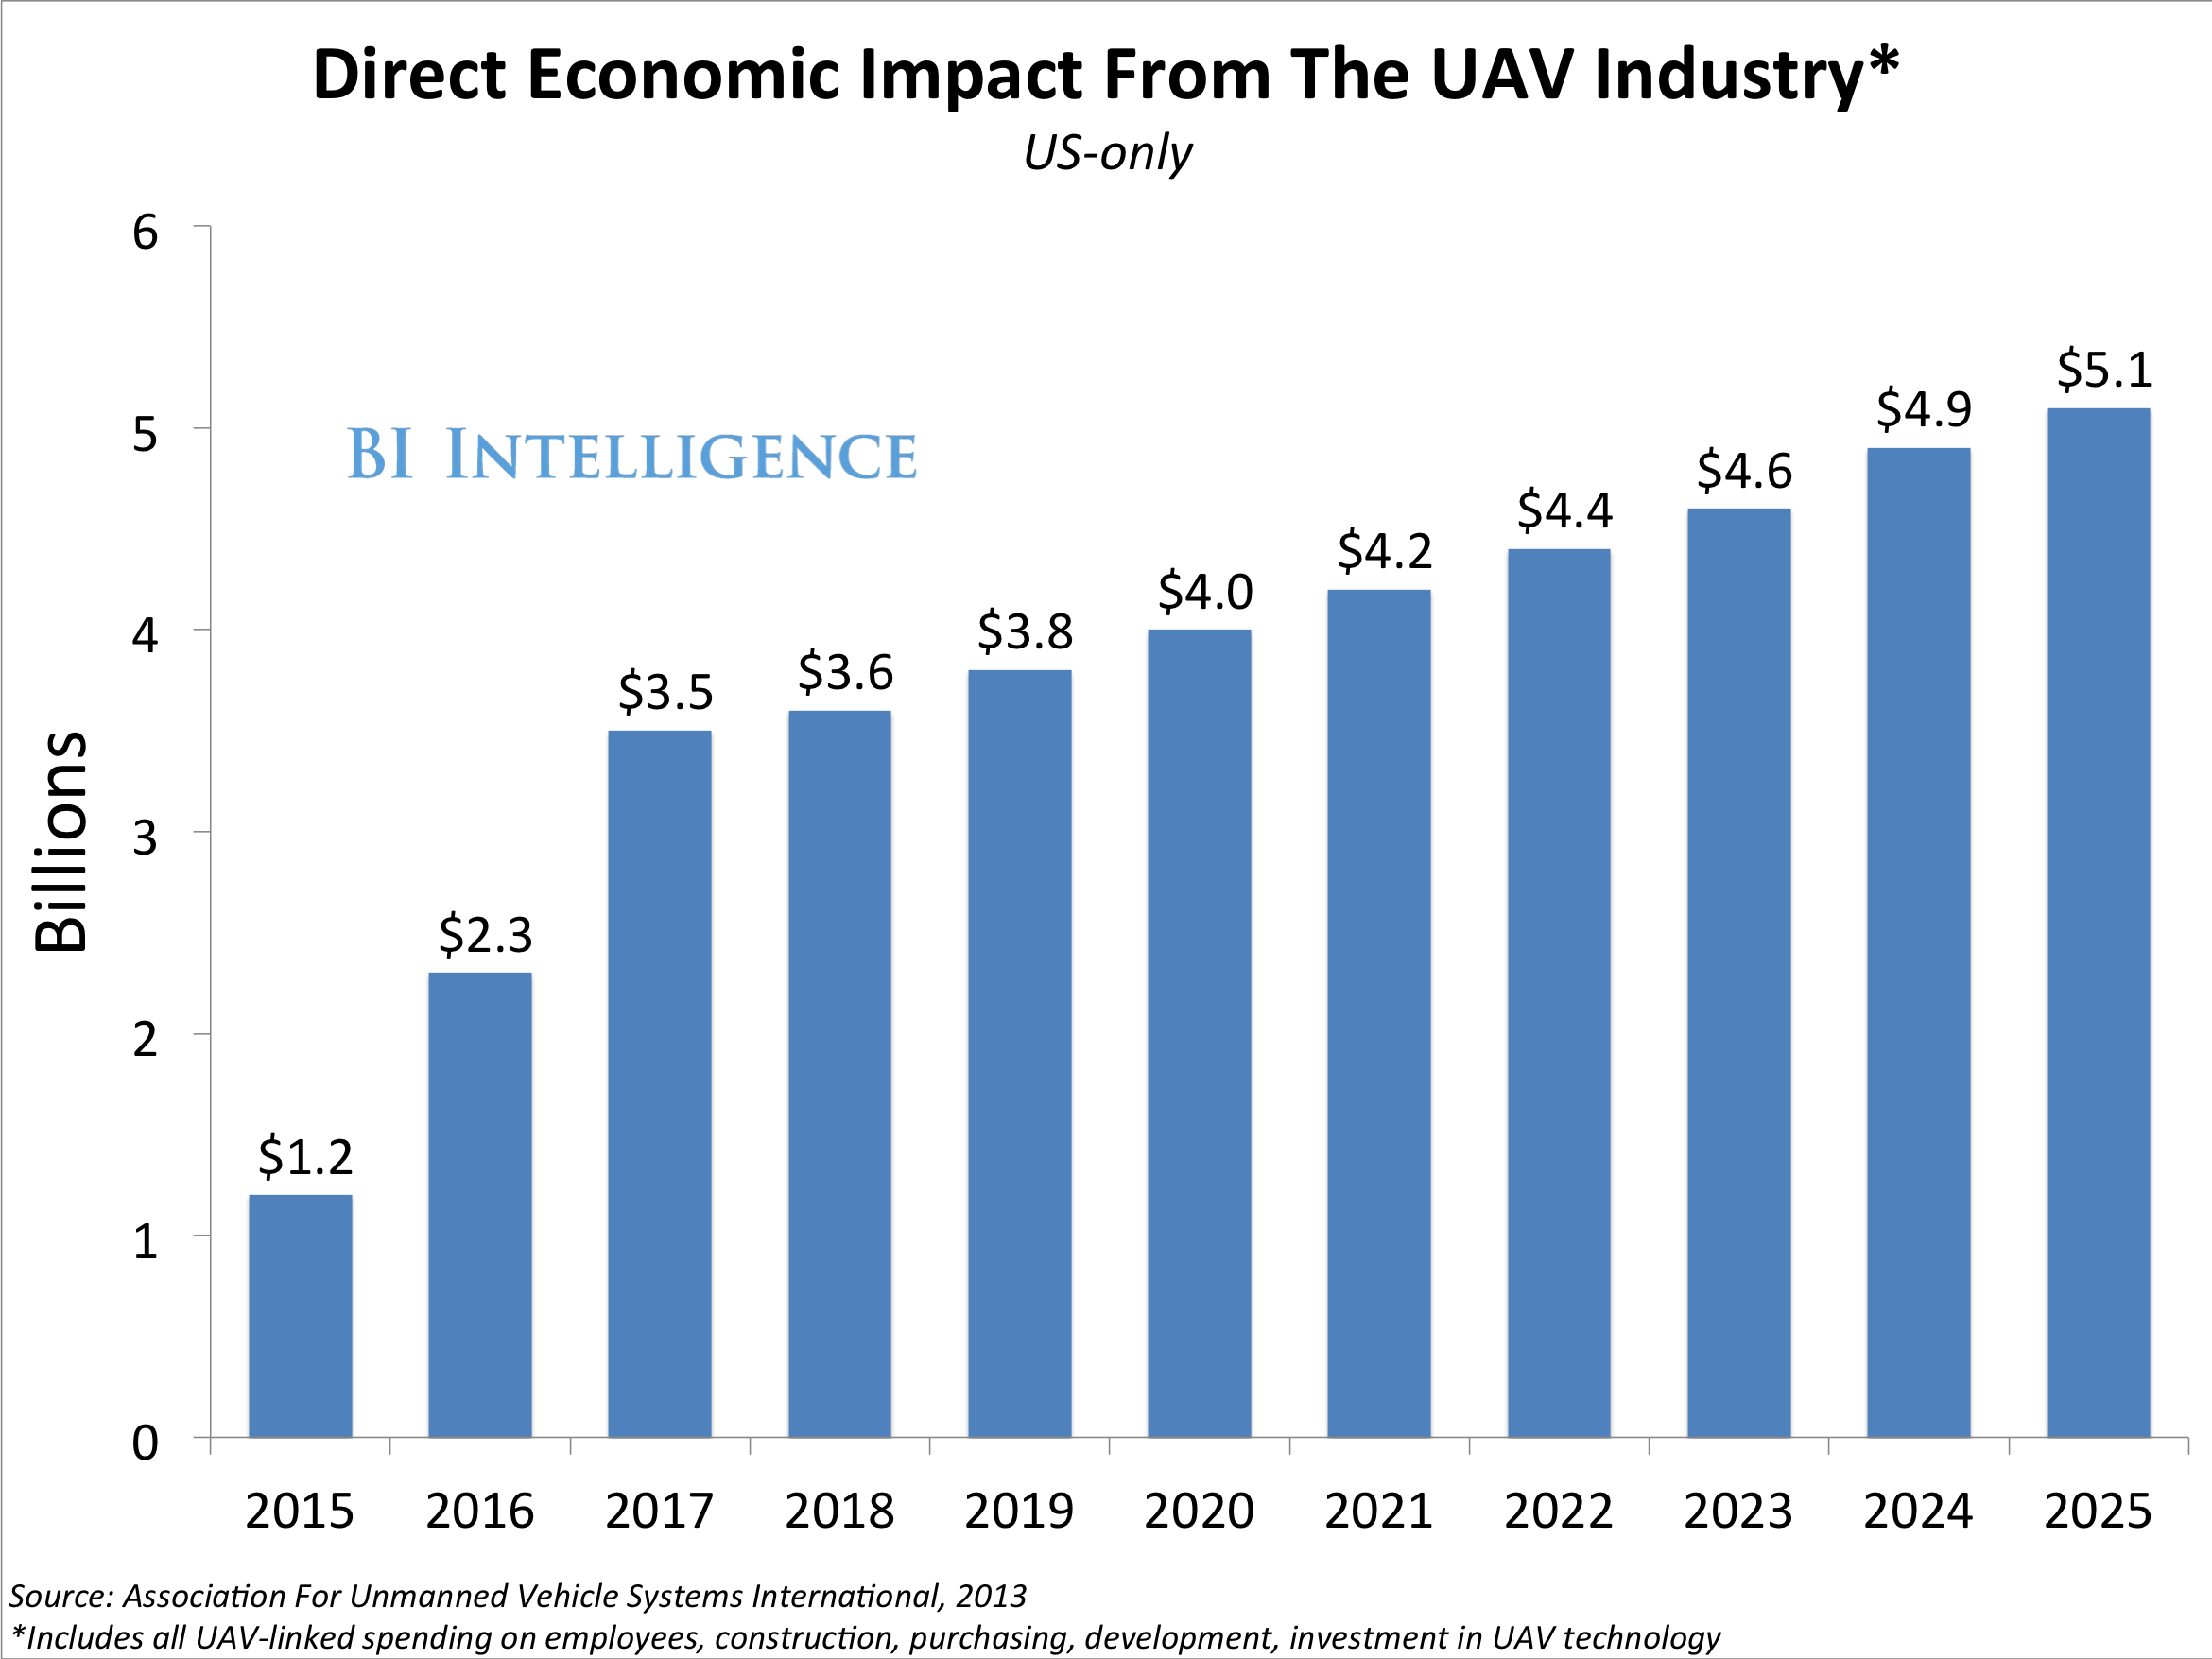 Direct Economic Impact From The UAV Industry*
US-only
BI INTELLIGENCE
Billions
6
5
4
3
2
1
0
$1.2
$2.3
$3.5
$3.6
$3.8
$4.0
$4.2
$4.4
$4.6
$4.9
$5.1
2015 2016 2017 2018 2019 2020 2021 2022 2023 2024 2025
Source: Association For Unmanned Vehicle Systems International, 2013
*Includes all UAV-linked spending on employees, construction, purchasing, development, investment in UAV technology